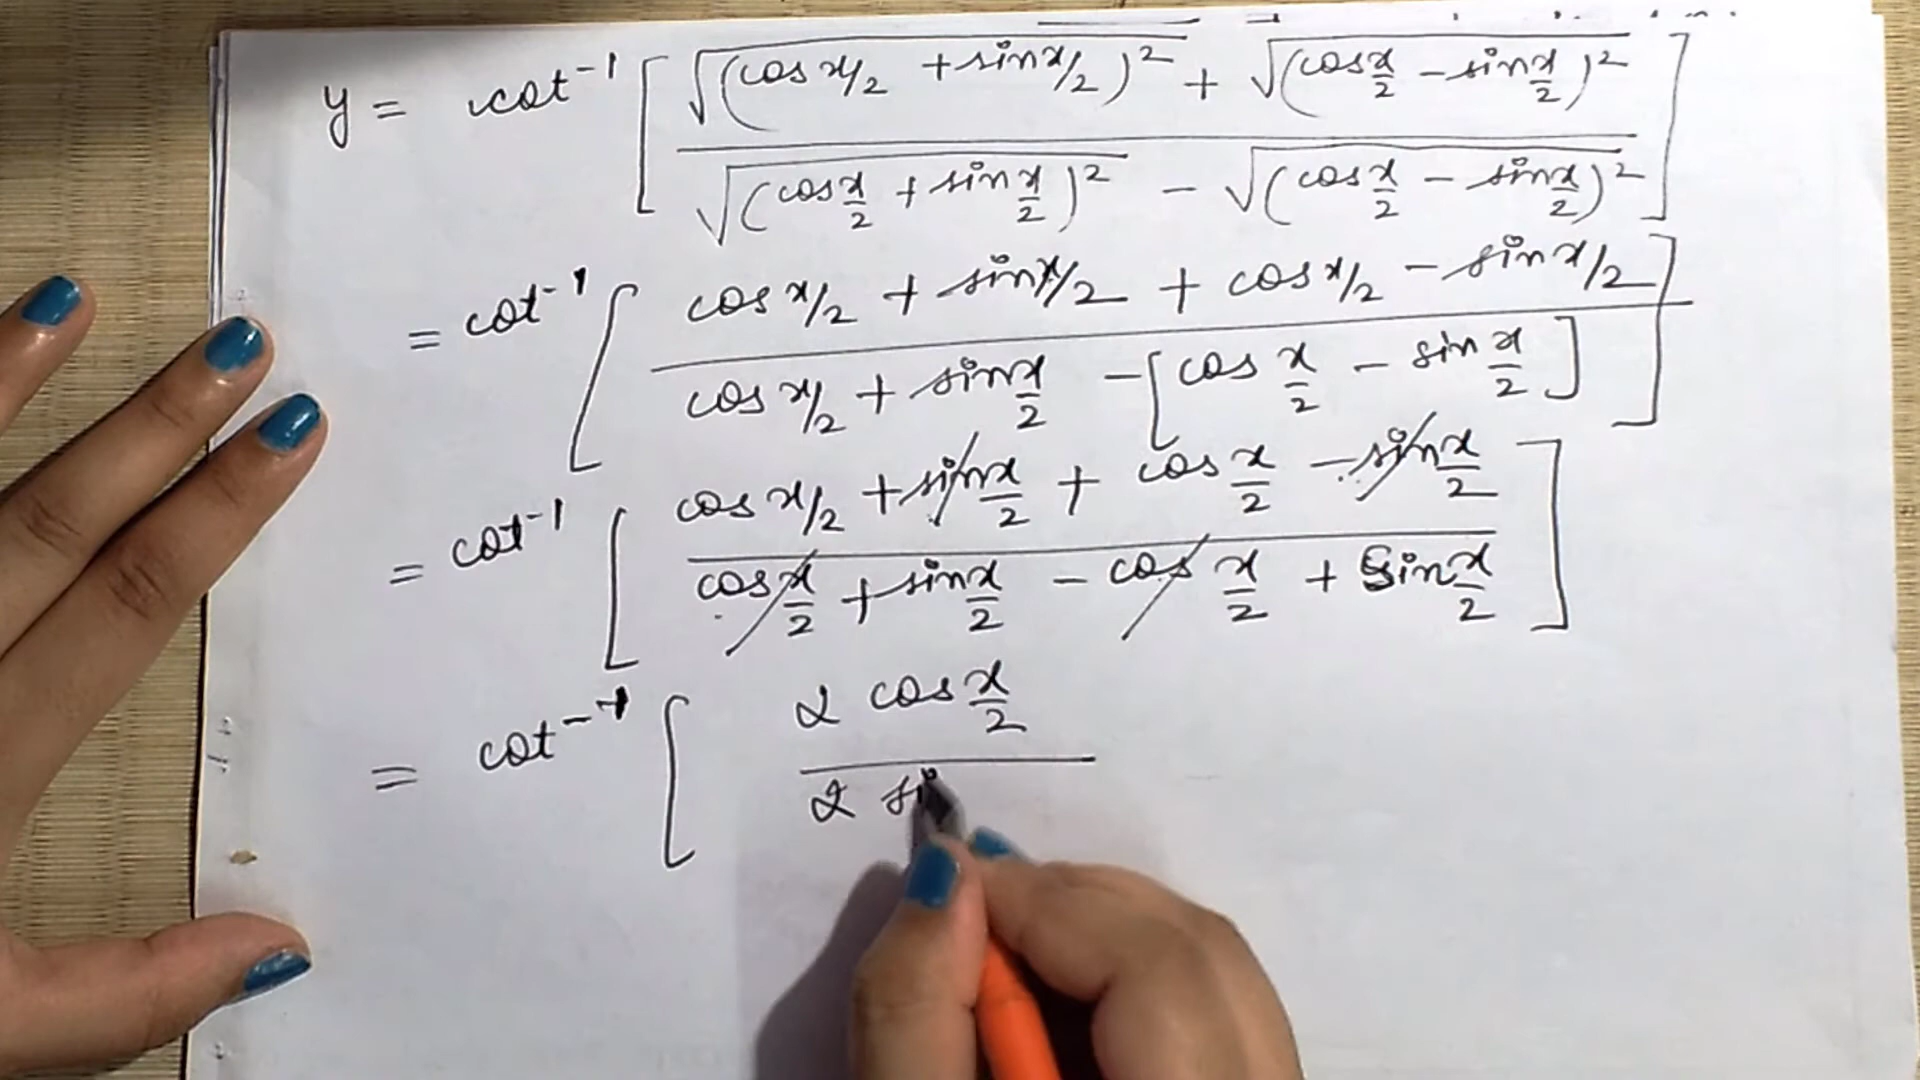 y = cot⁻¹ [ √(cos x/2 + sin x/2)² + √(cos x/2 − sin x/2)²
√(cos x/2 + sin x/2)² − √(cos x/2 − sin x/2)² ]
= cot⁻¹ [ cos x/2 + sin x/2 + cos x/2 − sin x/2
cos x/2 + sin x/2 − [cos x/2 − sin x/2] ]
= cot⁻¹ [ cos x/2 + sin x/2 + cos x/2 − sin x/2
cos x/2 + sin x/2 − cos x/2 + sin x/2 ]
= cot⁻¹ [ 2 cos x/2
2 si